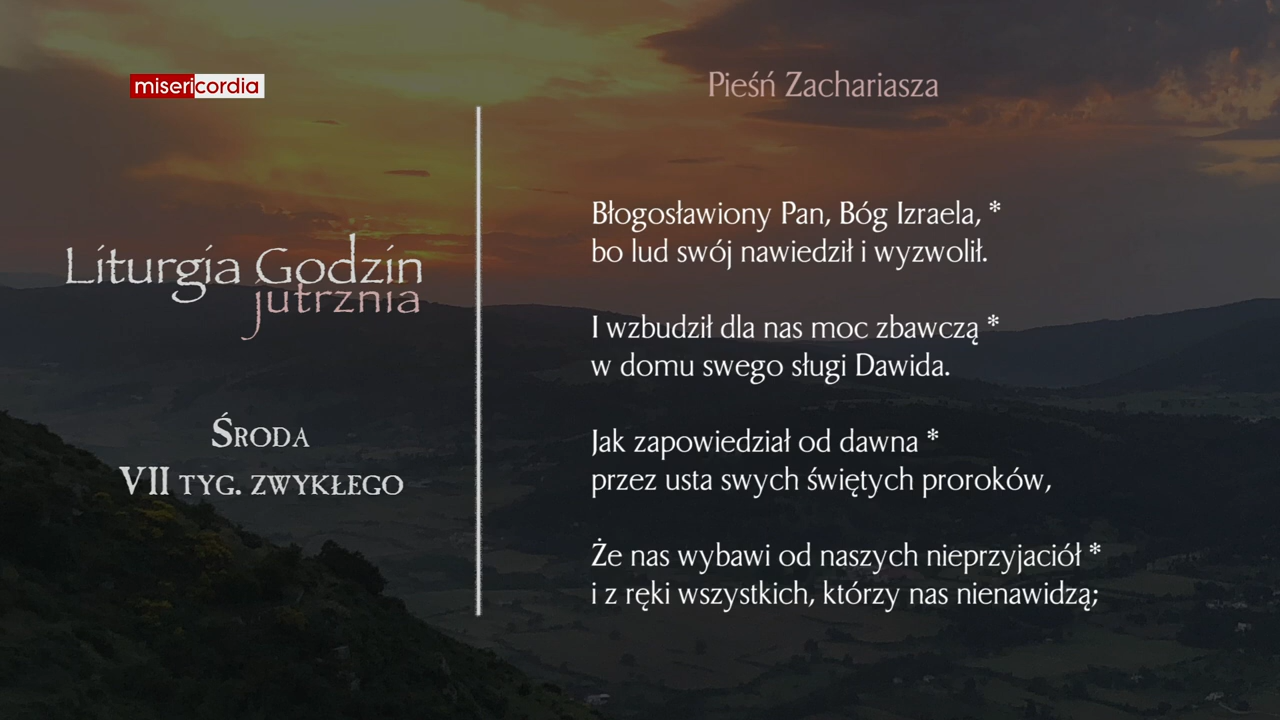 misericordia
Liturgia Godzin
jutrznia
Środa
VII tyg. zwykłego
Pieśń Zachariasza
Błogosławiony Pan, Bóg Izraela, *
bo lud swój nawiedził i wyzwolił.
I wzbudził dla nas moc zbawczą *
w domu swego sługi Dawida.
Jak zapowiedział od dawna *
przez usta swych świętych proroków,
Że nas wybawi od naszych nieprzyjaciół *
i z ręki wszystkich, którzy nas nienawidzą;